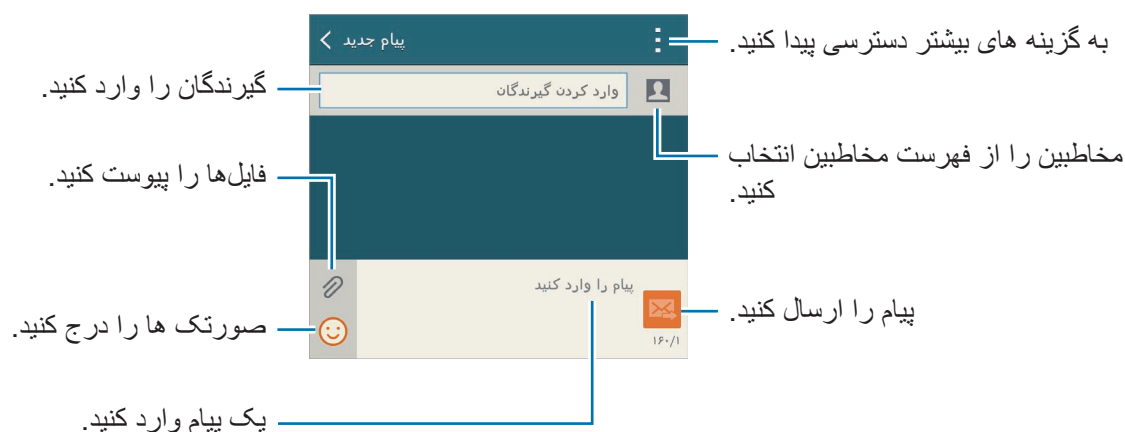 پیام جدید
به گزینه های بیشتر دسترسی پیدا کنید.
وارد کردن گیرندگان
گیرندگان را وارد کنید.
مخاطبین را از فهرست مخاطبین انتخاب
کنید.
فایل‌ها را پیوست کنید.
پیام را وارد کنید
پیام را ارسال کنید.
۱۶۰/۱
صورتک ها را درج کنید.
یک پیام وارد کنید.